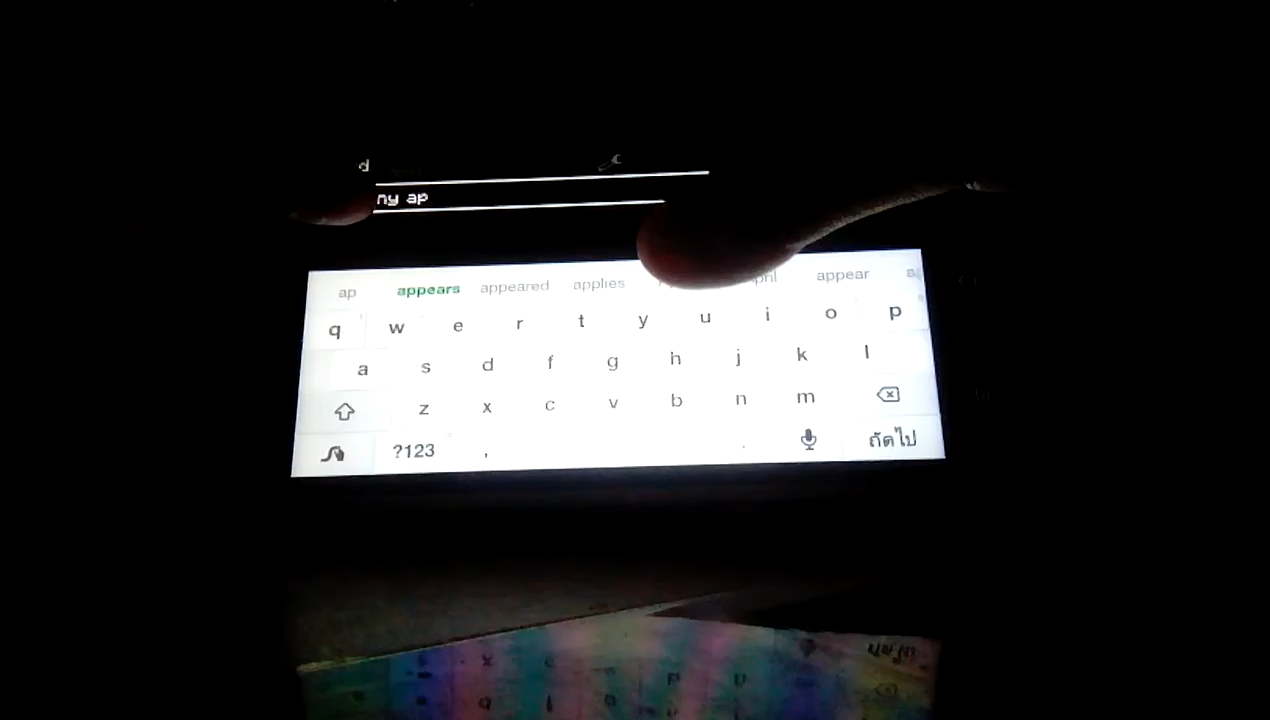 d
ny ap
ap appears appeared applies appear
q w e r t y u i o p
a s d f g h j k l
z x c v b n m
?123 , . ถัดไป